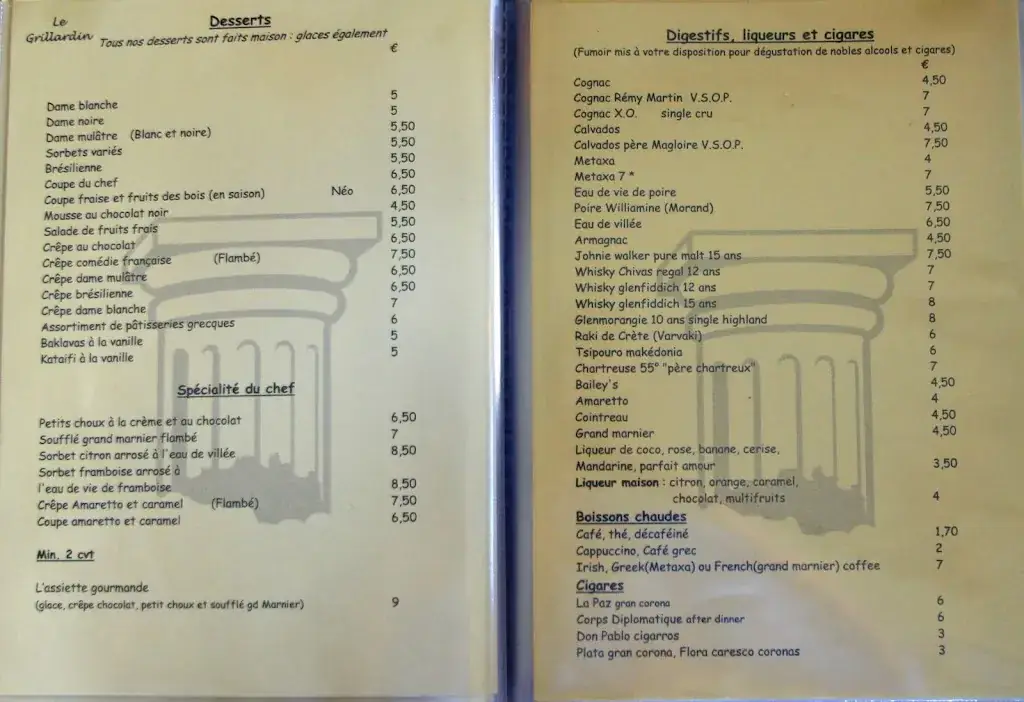 Le
Grillardin
Desserts
Tous nos desserts sont faits maison : glaces également
€
Dame blanche 5
Dame noire 5
Dame mulâtre (Blanc et noire) 5,50
Sorbets variés 5,50
Brésilienne 5,50
Coupe du chef 6,50
Coupe fraise et fruits des bois (en saison) Néo 6,50
Mousse au chocolat noir 4,50
Salade de fruits frais 5,50
Crêpe au chocolat 6,50
Crêpe comédie française (Flambé) 7,50
Crêpe dame mulâtre 6,50
Crêpe brésilienne 6,50
Crêpe dame blanche 7
Assortiment de pâtisseries grecques 6
Baklavas à la vanille 5
Kataifi à la vanille 5
Spécialité du chef
Petits choux à la crème et au chocolat 6,50
Soufflé grand marnier flambé 7
Sorbet citron arrosé à l'eau de villée 8,50
Sorbet framboise arrosé à
l'eau de vie de framboise 8,50
Crêpe Amaretto et caramel (Flambé) 7,50
Coupe amaretto et caramel 6,50
Min. 2 cvt
L'assiette gourmande
(glace, crêpe chocolat, petit choux et soufflé gd Marnier) 9
Digestifs, liqueurs et cigares
(Fumoir mis à votre disposition pour dégustation de nobles alcools et cigares)
€
Cognac 4,50
Cognac Rémy Martin V.S.O.P. 7
Cognac X.O. single cru 7
Calvados 4,50
Calvados père Magloire V.S.O.P. 7,50
Metaxa 4
Metaxa 7 * 7
Eau de vie de poire 5,50
Poire Williamine (Morand) 7,50
Eau de villée 6,50
Armagnac 4,50
Johnie walker pure malt 15 ans 7,50
Whisky Chivas regal 12 ans 7
Whisky glenfiddich 12 ans 7
Whisky glenfiddich 15 ans 8
Glenmorangie 10 ans single highland 8
Raki de Crète (Varvaki) 6
Tsipouro makédonia 6
Chartreuse 55° "père chartreux" 7
Bailey's 4,50
Amaretto 4
Cointreau 4,50
Grand marnier 4,50
Liqueur de coco, rose, banane, cerise,
Mandarine, parfait amour 3,50
Liqueur maison : citron, orange, caramel,
chocolat, multifruits 4
Boissons chaudes
Café, thé, décaféiné 1,70
Cappuccino, Café grec 2
Irish, Greek(Metaxa) ou French(grand marnier) coffee 7
Cigares
La Paz gran corona 6
Corps Diplomatique after dinner 6
Don Pablo cigarros 3
Plata gran corona, Flora caresco coronas 3